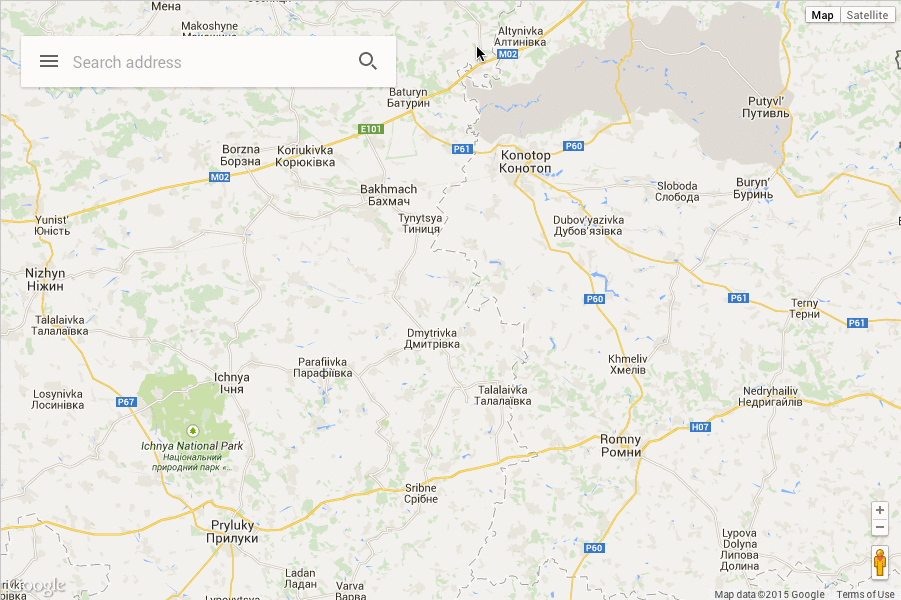 Мена
Makoshyne
Altynivka
Алтинівка
M02
Map
Satellite
Search address
Baturyn
Батурин
Putyvl'
Путивль
E101
Borzna
Борзна
Koriukivka
Корюківка
P61
P60
Konotop
Конотоп
M02
Bakhmach
Бахмач
Sloboda
Слобода
Buryn'
Буринь
Yunist'
Юність
Tynytsya
Тиниця
Dubov'yazivka
Дубов'язівка
Nizhyn
Ніжин
P60
P61
Terny
Терни
P61
Talalaivka
Талалаївка
Dmytrivka
Дмитрівка
Parafiivka
Парафіївка
Khmeliv
Хмелів
Ichnya
Ічня
Losynivka
Лосинівка
P67
Talalaivka
Талалаївка
Nedryhailiv
Недригайлів
H07
Ichnya National Park
Національний
природний парк «...
Romny
Ромни
Sribne
Срібне
Pryluky
Прилуки
P60
Lypova
Dolyna
Липова
Долина
Ladan
Ладан
Varva
Варва
Google
Map data ©2015 Google
Terms of Use